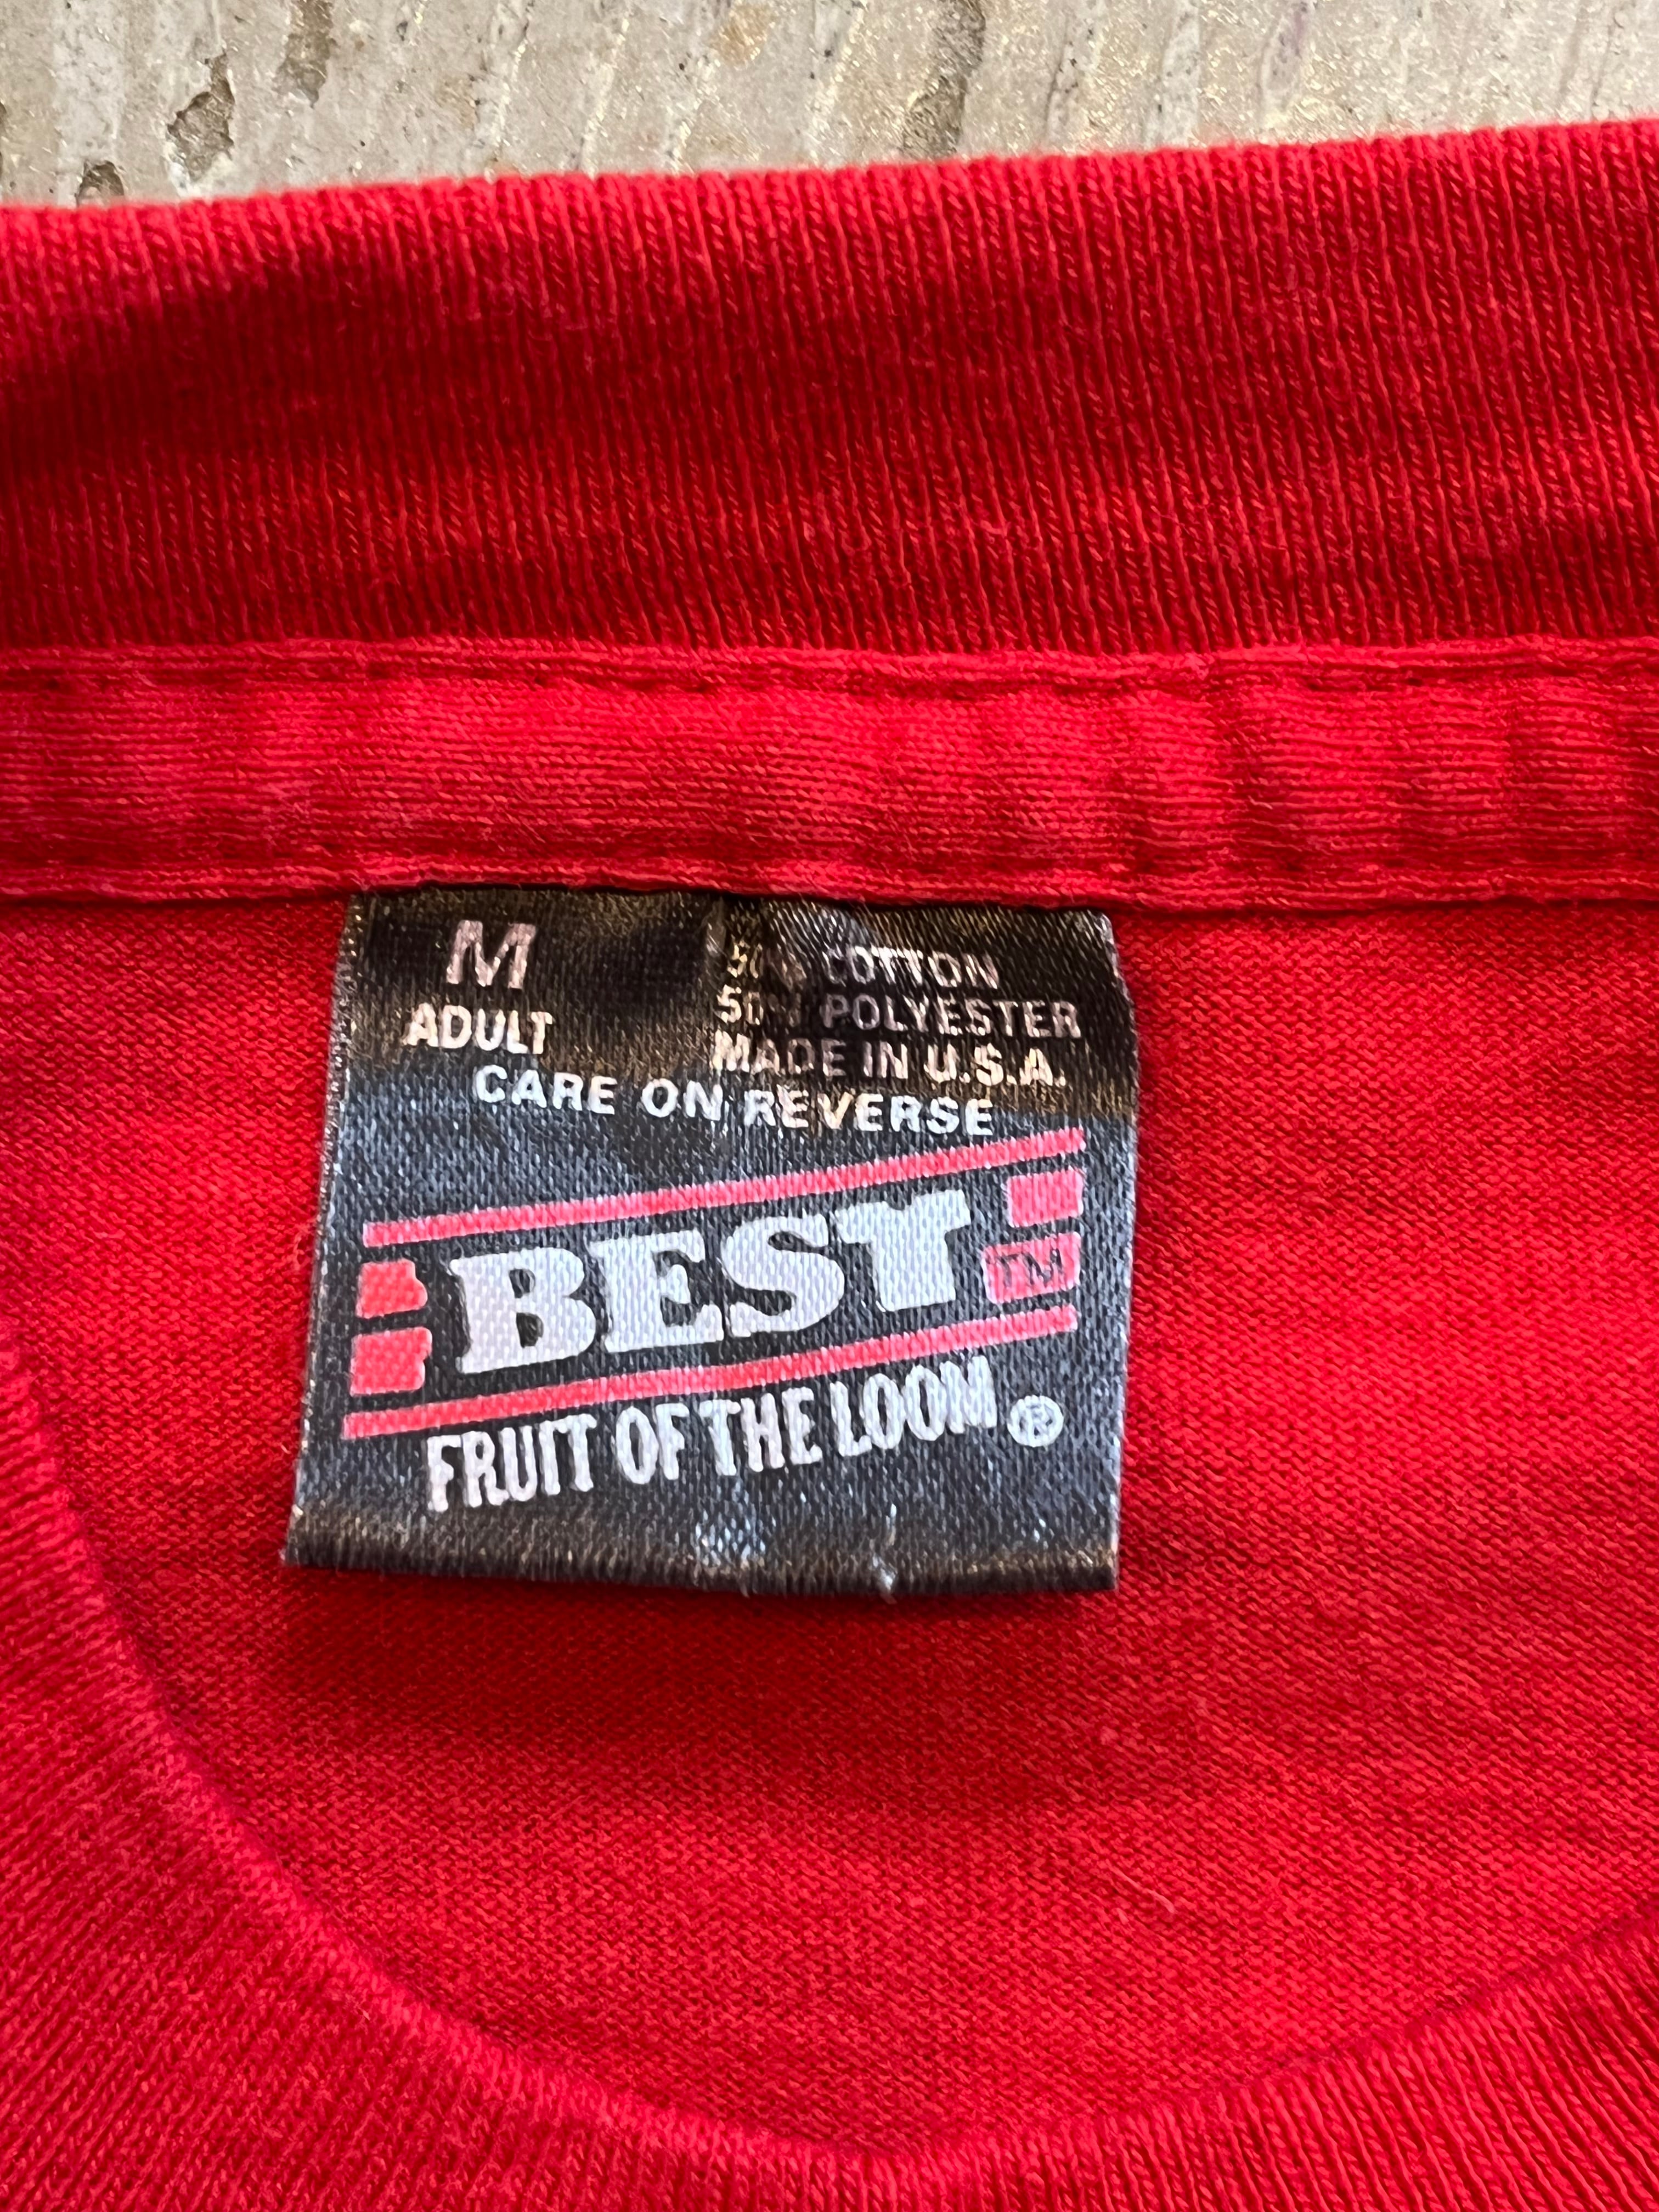 M
ADULT
50% COTTON
50% POLYESTER
MADE IN U.S.A.
CARE ON REVERSE
BEST TM
FRUIT OF THE LOOM ®